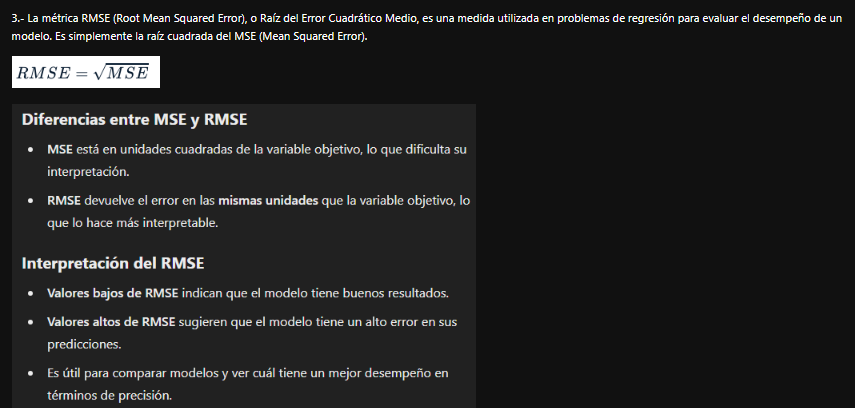 3.- La métrica RMSE (Root Mean Squared Error), o Raíz del Error Cuadrático Medio, es una medida utilizada en problemas de regresión para evaluar el desempeño de un
modelo. Es simplemente la raíz cuadrada del MSE (Mean Squared Error).
RMSE = √MSE
Diferencias entre MSE y RMSE
• MSE está en unidades cuadradas de la variable objetivo, lo que dificulta su
interpretación.
• RMSE devuelve el error en las mismas unidades que la variable objetivo, lo
que lo hace más interpretable.
Interpretación del RMSE
• Valores bajos de RMSE indican que el modelo tiene buenos resultados.
• Valores altos de RMSE sugieren que el modelo tiene un alto error en sus
predicciones.
• Es útil para comparar modelos y ver cuál tiene un mejor desempeño en
términos de precisión.